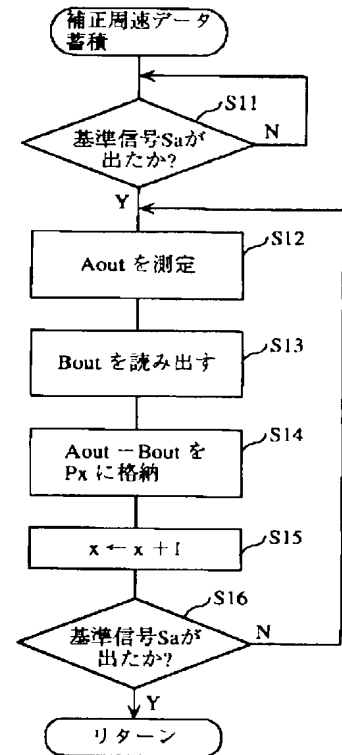 補正周速データ
蓄積
S11
基準信号Saが
出たか?
N
Y
S12
Aout を測定
S13
Bout を読み出す
S14
Aout − Bout を
Px に格納
S15
x ← x + 1
S16
基準信号Saが
出たか?
N
Y
リターン